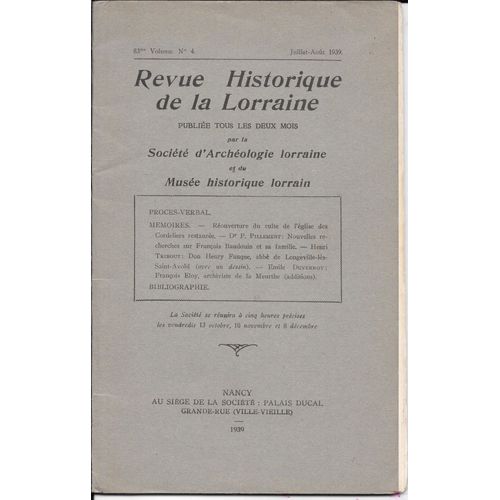 83me Volume Nº 4.
Juillet-Août 1939.
Revue Historique
de la Lorraine
PUBLIÉE TOUS LES DEUX MOIS
par la
Société d'Archéologie lorraine
et du
Musée historique lorrain
PROCES-VERBAL.
MEMOIRES. — Réouverture du culte de l'église des
Cordeliers restaurée. — Dr P. PILLEMENT: Nouvelles re-
cherches sur François Baudouin et sa famille. — Henri
TRIBOUT: Don Henry Fauque, abbé de Longeville-lès-
Saint-Avold (avec un dessin). — Emile DUVERNOY:
François Eloy, archiviste de la Meurthe (additions).
BIBLIOGRAPHIE.
La Société se réunira à cinq heures précises
les vendredis 13 octobre, 10 novembre et 8 décembre
NANCY
AU SIÈGE DE LA SOCIÉTÉ : PALAIS DUCAL
GRANDE-RUE (VILLE-VIEILLE)
1939